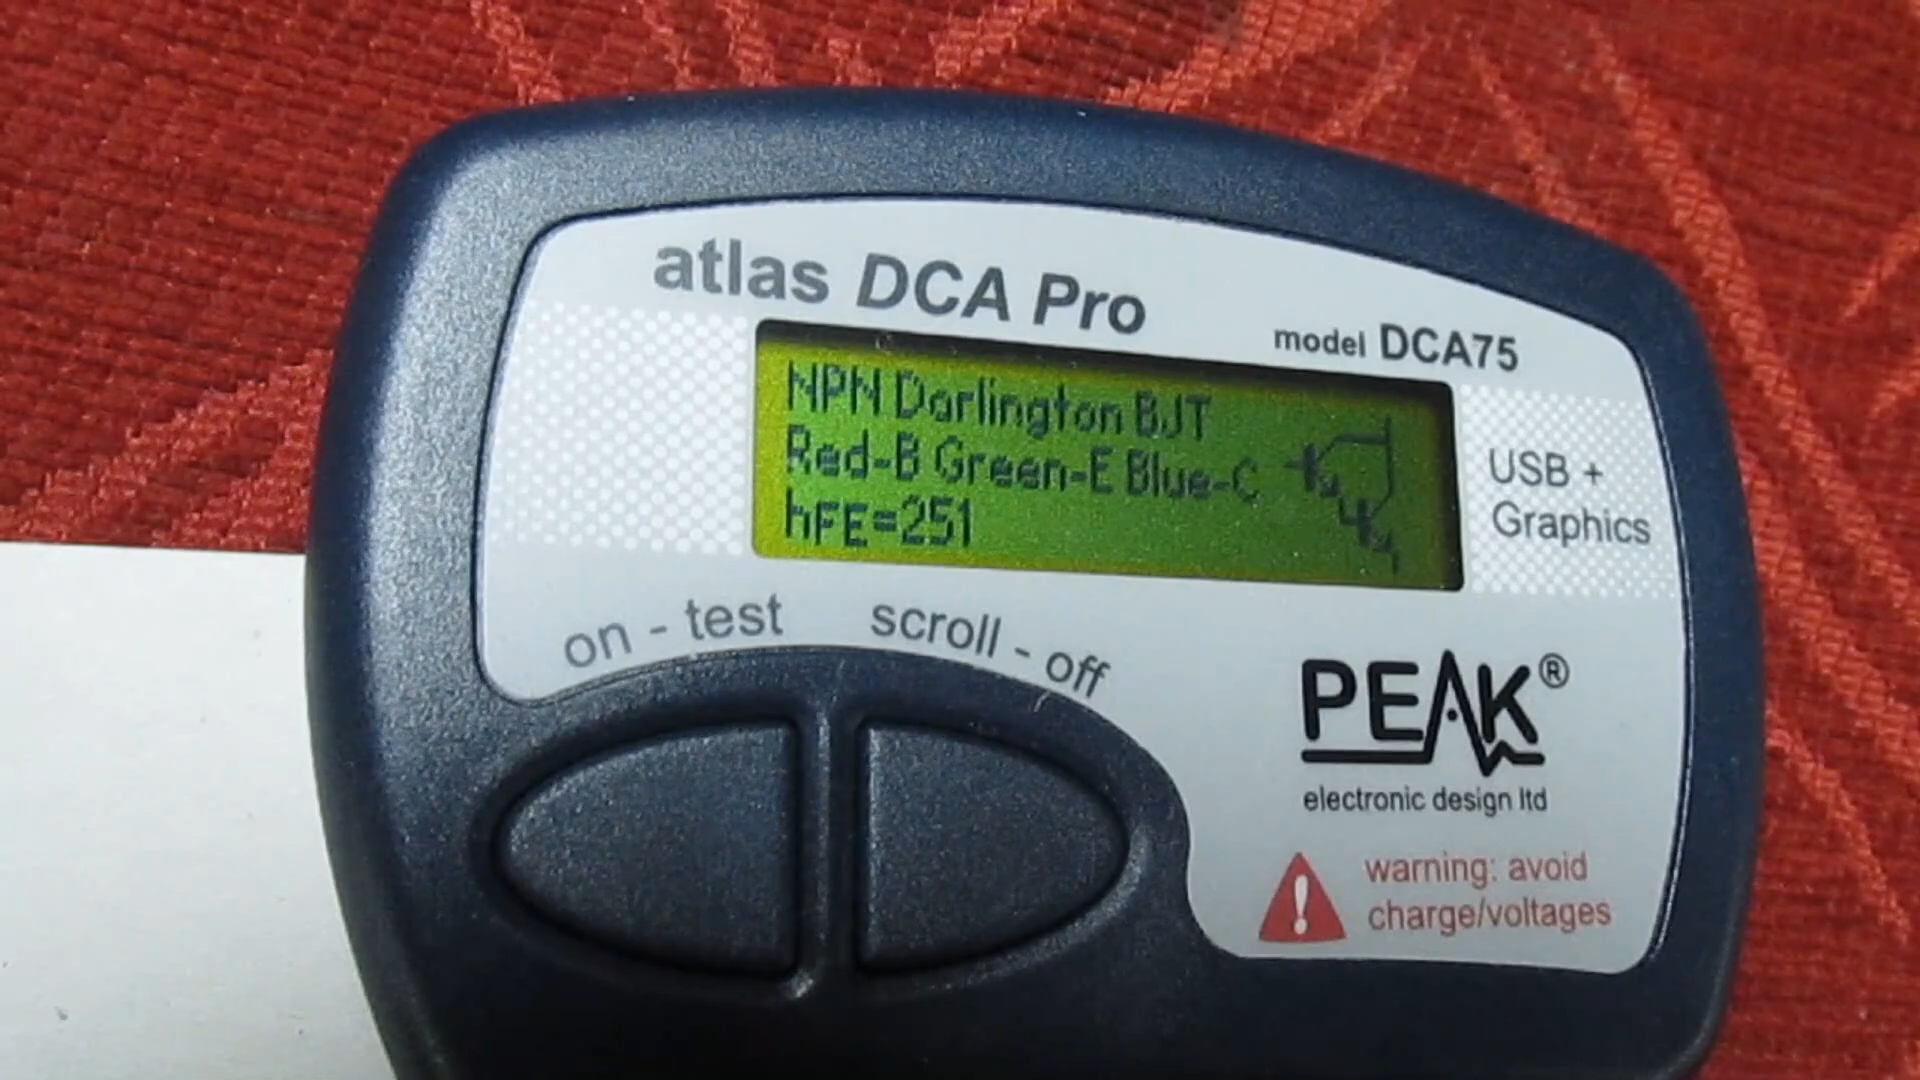 atlas DCA Pro
model DCA75
NPN Darlington BJT
Red-B Green-E Blue-C
hFE=251
USB +
Graphics
on - test
scroll - off
PEAK®
electronic design ltd
warning: avoid
charge/voltages